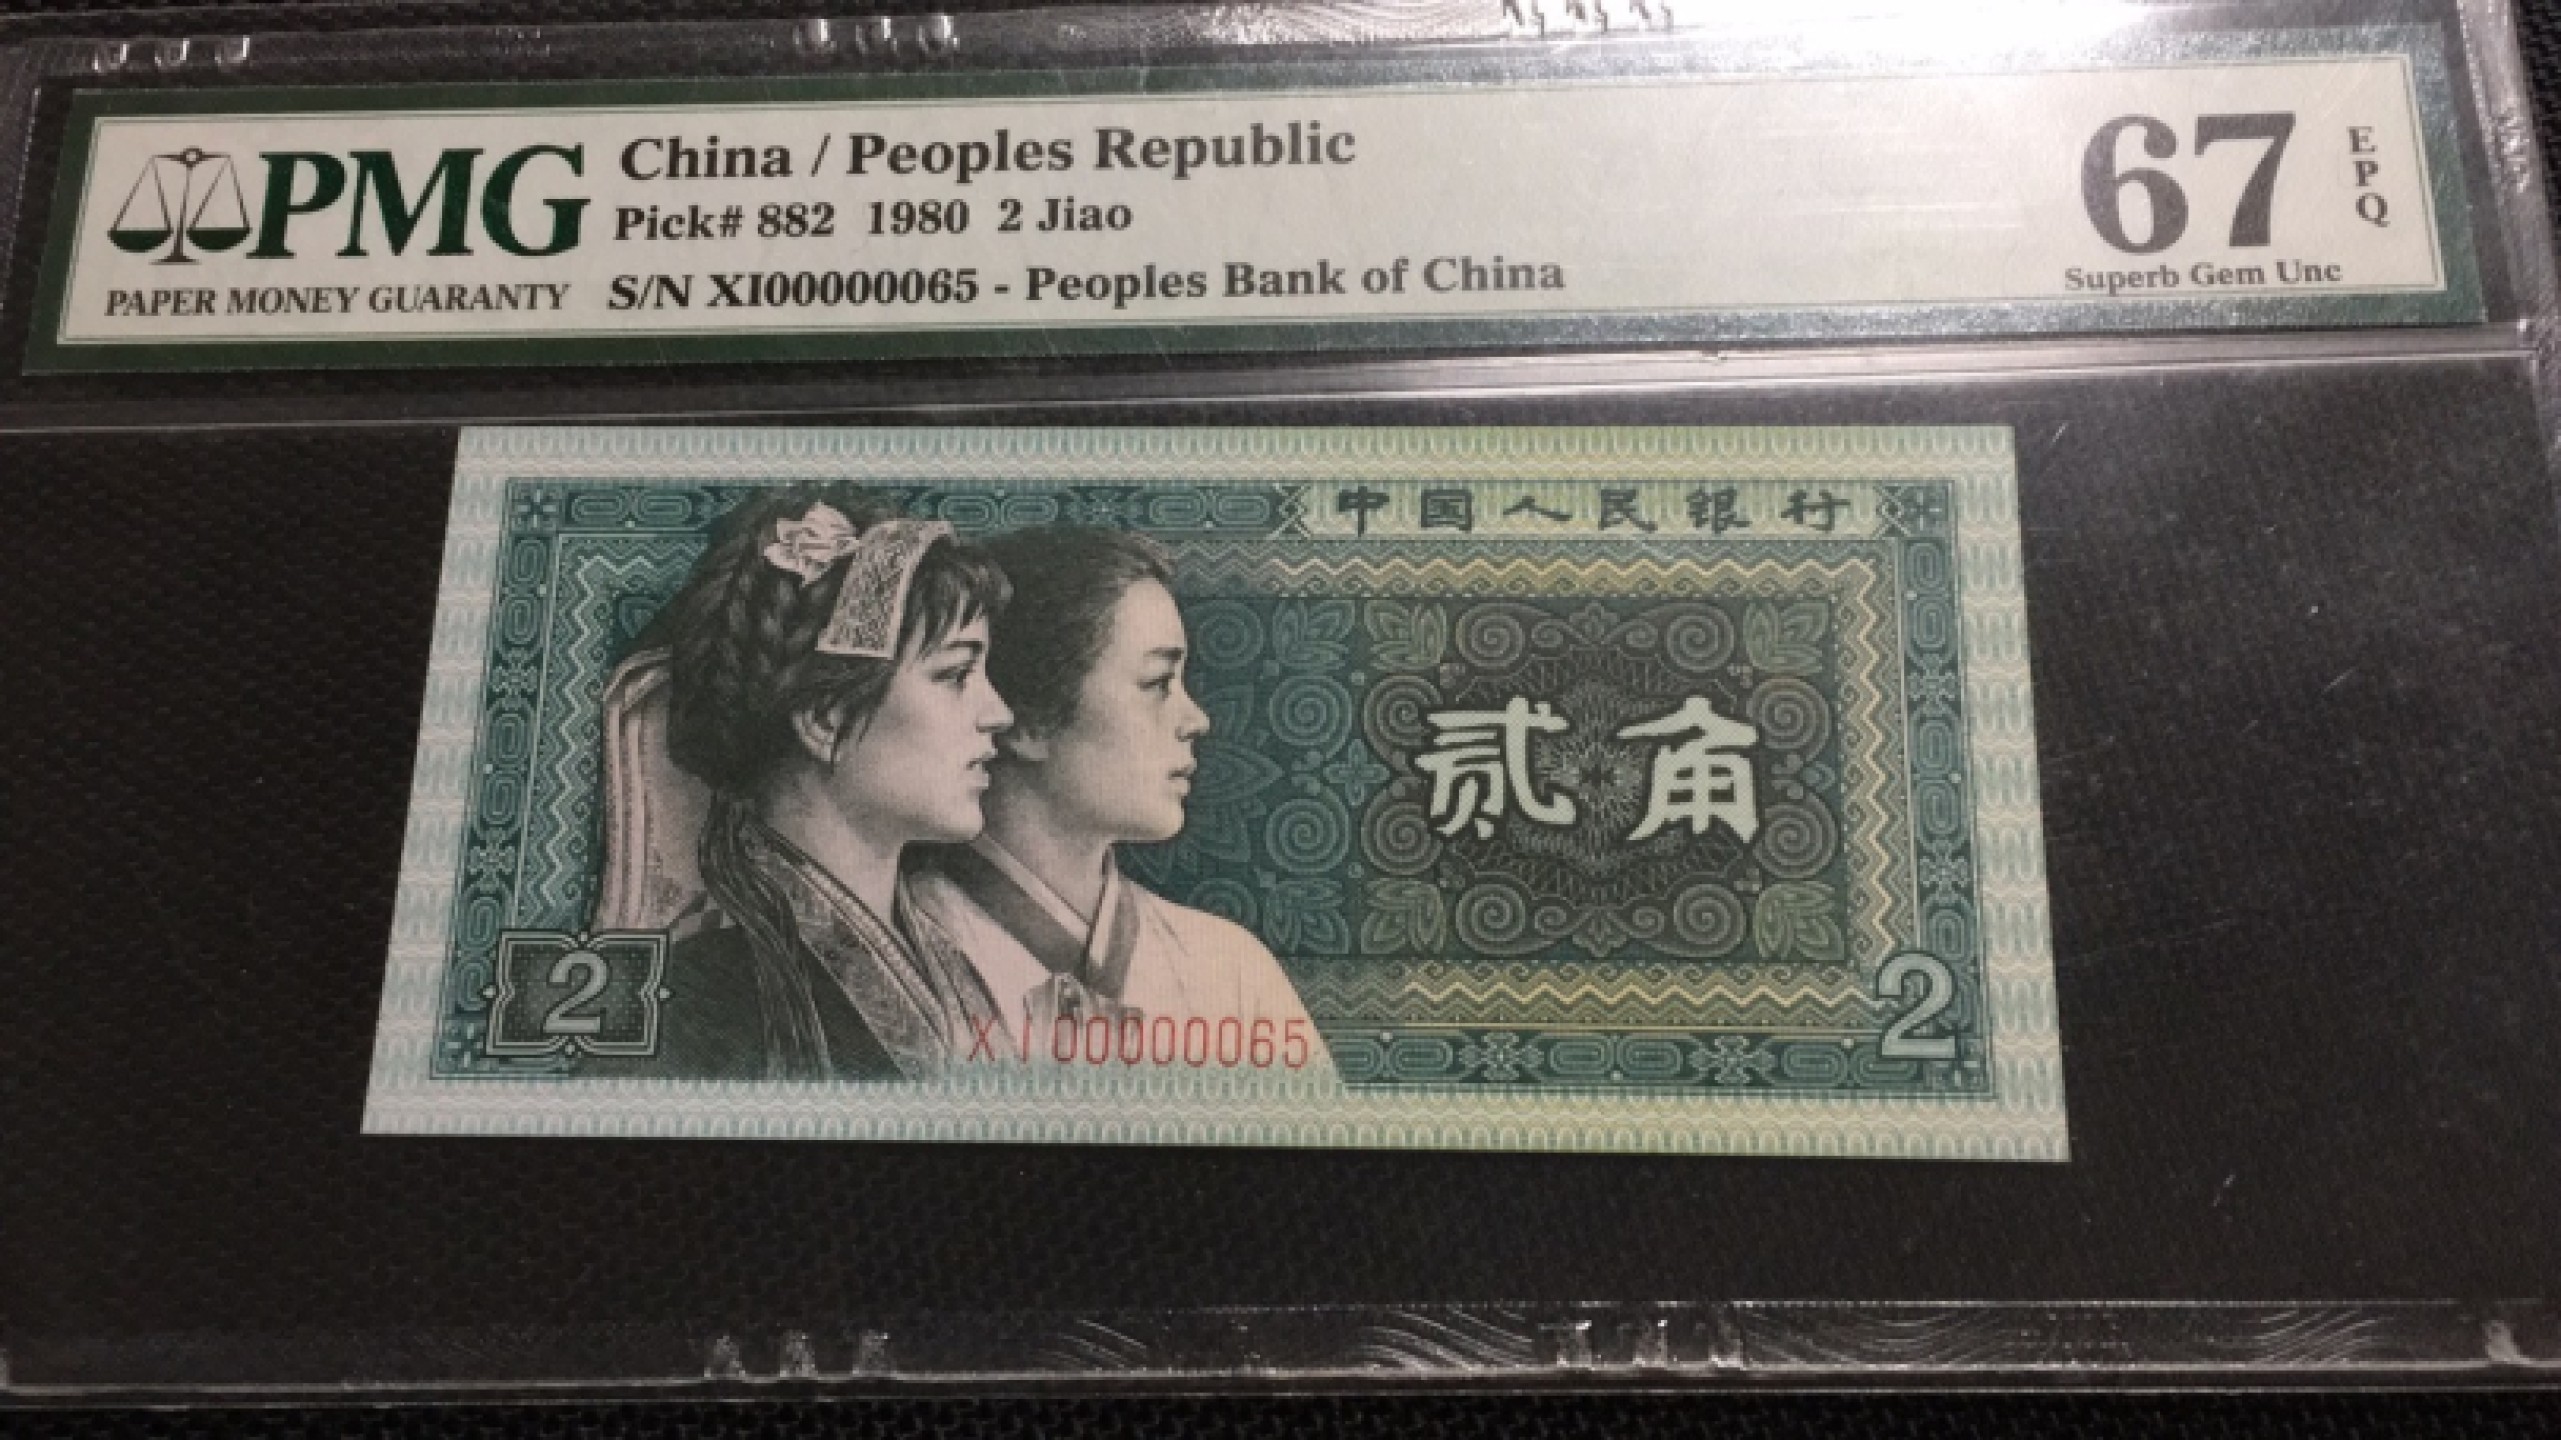 PMG
PAPER MONEY GUARANTY
China / Peoples Republic
Pick# 882 1980 2 Jiao
S/N XI00000065 - Peoples Bank of China
67
EPQ
Superb Gem Unc
中国人民银行
贰角
2
XI00000065
2